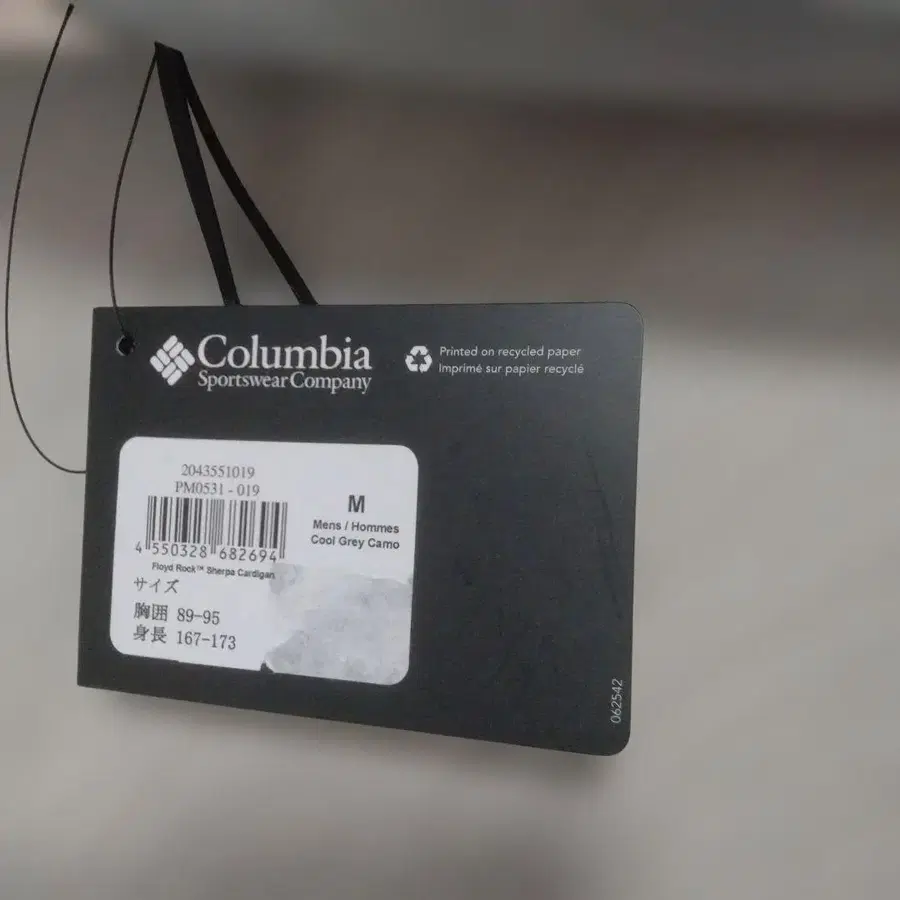 Columbia
Sportswear Company
Printed on recycled paper
Imprimé sur papier recyclé
2043551019
PM0531-019
M
Mens / Hommes
Cool Grey Camo
4 550328 682694
Floyd Rock™ Sherpa Cardigan
サイズ
胸囲 89-95
身長 167-173
062542